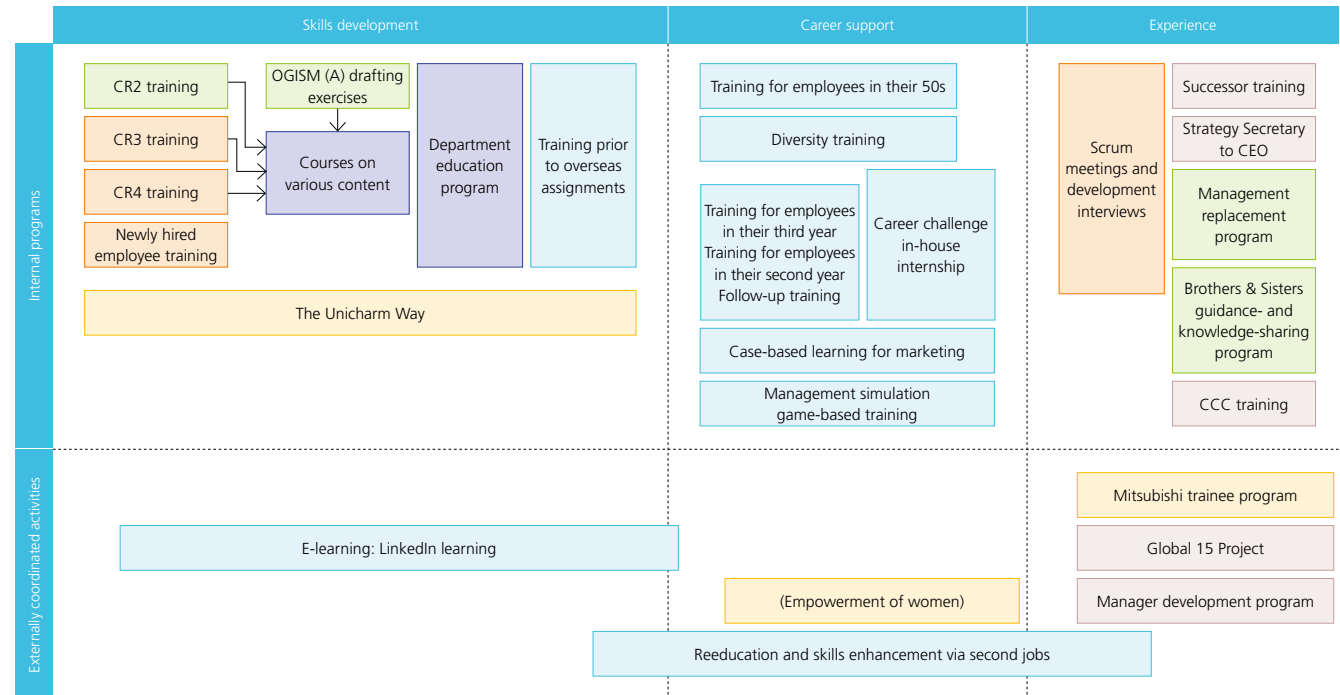 Skills development
Career support
Experience
Internal programs
CR2 training
CR3 training
CR4 training
Newly hired
employee training
OGISM (A) drafting
exercises
Courses on
various content
Department
education
program
Training prior
to overseas
assignments
The Unicharm Way
Training for employees in their 50s
Diversity training
Training for employees
in their third year
Training for employees
in their second year
Follow-up training
Career challenge
in-house
internship
Case-based learning for marketing
Management simulation
game-based training
Scrum
meetings and
development
interviews
Successor training
Strategy Secretary
to CEO
Management
replacement
program
Brothers & Sisters
guidance- and
knowledge-sharing
program
CCC training
Externally coordinated activities
E-learning: LinkedIn learning
(Empowerment of women)
Reeducation and skills enhancement via second jobs
Mitsubishi trainee program
Global 15 Project
Manager development program